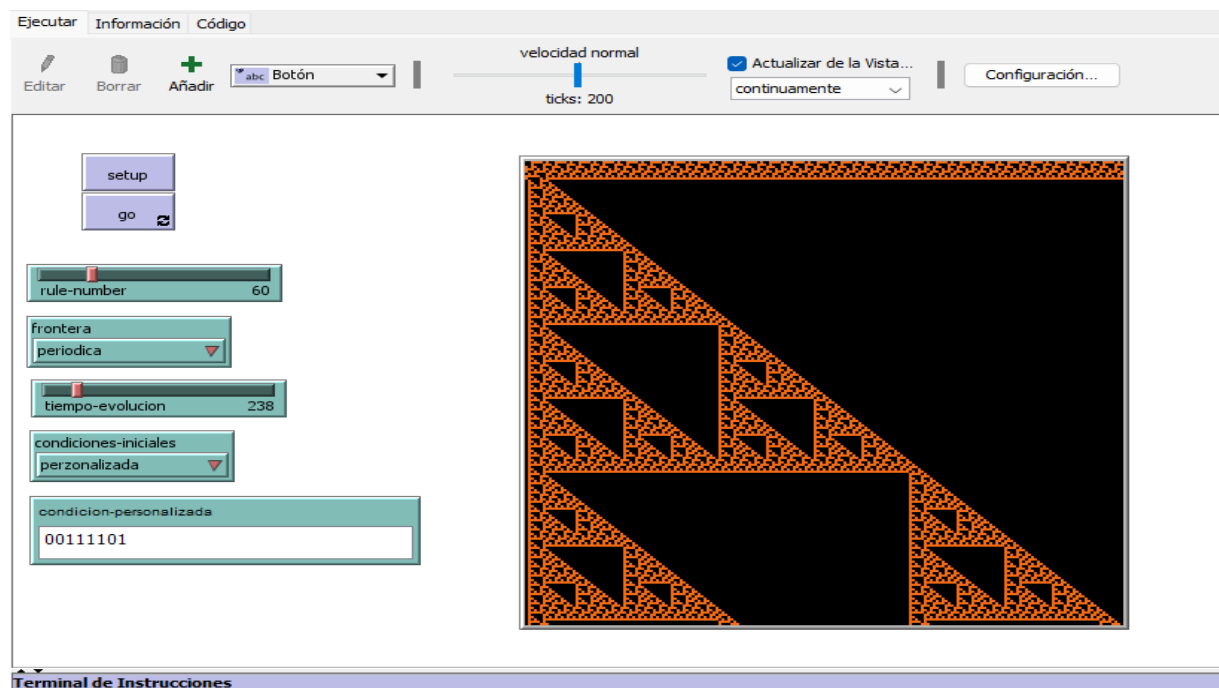 Ejecutar Información Código
velocidad normal
Editar Borrar Añadir abc Botón
ticks: 200
Actualizar de la Vista...
continuamente
Configuración...
setup
go
rule-number 60
frontera
periodica
tiempo-evolucion 238
condiciones-iniciales
perzonalizada
condicion-personalizada
00111101
Terminal de Instrucciones